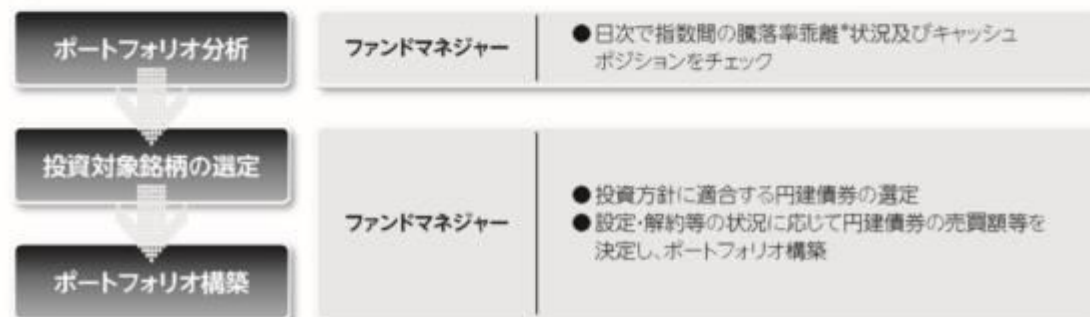 ポートフォリオ分析
ファンドマネジャー
●日次で指数間の騰落率乖離*状況及びキャッシュ
ポジションをチェック
投資対象銘柄の選定
ポートフォリオ構築
ファンドマネジャー
●投資方針に適合する円建債券の選定
●設定・解約等の状況に応じて円建債券の売買額等を
決定し、ポートフォリオ構築